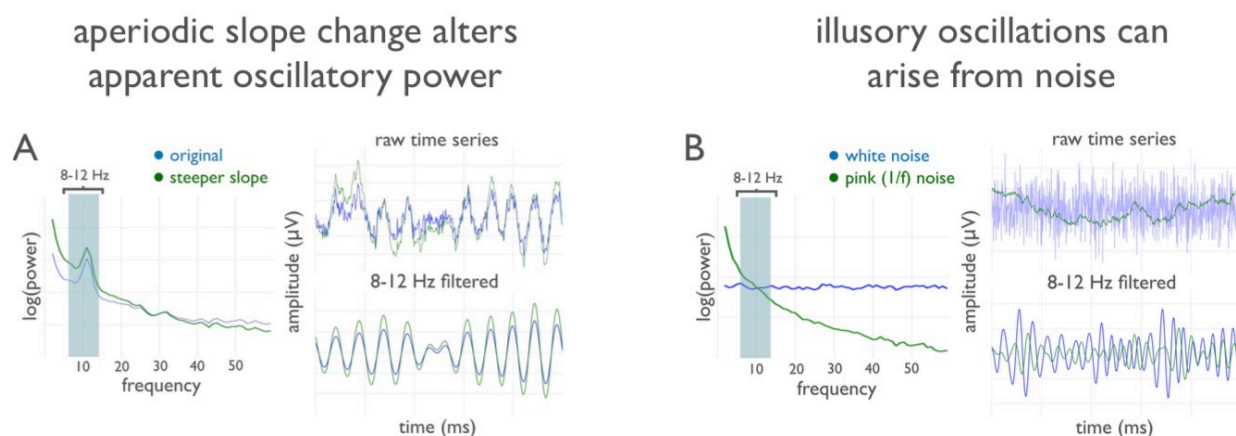 aperiodic slope change alters
apparent oscillatory power
illusory oscillations can
arise from noise
A
original
steeper slope
8-12 Hz
log(power)
10 20 30 40 50
frequency
raw time series
amplitude (μV)
8-12 Hz filtered
time (ms)
B
white noise
pink (1/f) noise
8-12 Hz
log(power)
10 20 30 40 50
frequency
raw time series
amplitude (μV)
8-12 Hz filtered
time (ms)